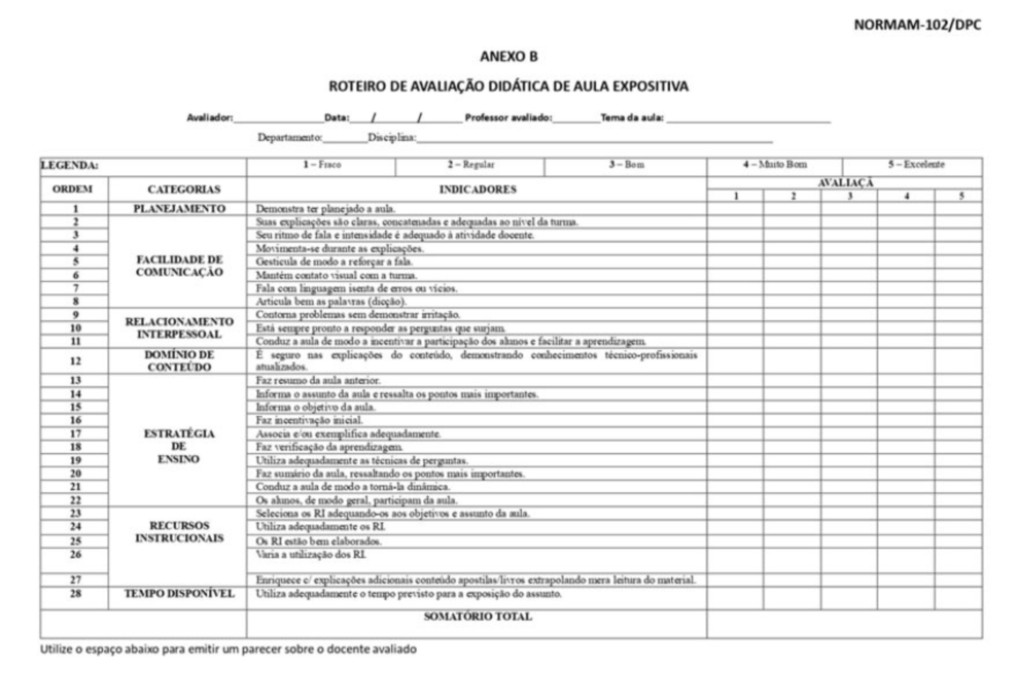 NORMAM-102/DPC
ANEXO B
ROTEIRO DE AVALIAÇÃO DIDÁTICA DE AULA EXPOSITIVA
Avaliador:________________Data:____/_______/_______ Professor avaliado:_________Tema da aula: ___________________________
Departamento:________Disciplina:____________________________________________________________
LEGENDA: 1 – Fraco 2 – Regular 3 – Bom 4 – Muito Bom 5 – Excelente
ORDEM CATEGORIAS INDICADORES AVALIAÇÃ
1 2 3 4 5
1 PLANEJAMENTO Demonstra ter planejado a aula.
2 Suas explicações são claras, concatenadas e adequadas ao nível da turma.
3 Seu ritmo de fala e intensidade é adequado à atividade docente.
4 Movimenta-se durante as explicações.
FACILIDADE DE
5 Gesticula de modo a reforçar a fala.
COMUNICAÇÃO
6 Mantém contato visual com a turma.
7 Fala com linguagem isenta de erros ou vícios.
8 Articula bem as palavras (dicção).
9 Contorna problemas sem demonstrar irritação.
RELACIONAMENTO
10 Está sempre pronto a responder as perguntas que surjam.
INTERPESSOAL
11 Conduz a aula de modo a incentivar a participação dos alunos e facilitar a aprendizagem.
12 DOMÍNIO DE É seguro nas explicações do conteúdo, demonstrando conhecimentos técnico-profissionais
CONTEÚDO atualizados.
13 Faz resumo da aula anterior.
14 Informa o assunto da aula e ressalta os pontos mais importantes.
15 Informa o objetivo da aula.
16 Faz incentivação inicial.
17 ESTRATÉGIA Associa e/ou exemplifica adequadamente.
18 DE Faz verificação da aprendizagem.
19 ENSINO Utiliza adequadamente as técnicas de perguntas.
20 Faz sumário da aula, ressaltando os pontos mais importantes.
21 Conduz a aula de modo a torná-la dinâmica.
22 Os alunos, de modo geral, participam da aula.
23 Seleciona os RI adequando-os aos objetivos e assunto da aula.
24 RECURSOS Utiliza adequadamente os RI.
25 INSTRUCIONAIS Os RI estão bem elaborados.
26 Varia a utilização dos RI.
27 Enriquece c/ explicações adicionais conteúdo apostilas/livros extrapolando mera leitura do material.
28 TEMPO DISPONÍVEL Utiliza adequadamente o tempo previsto para a exposição do assunto.
SOMATÓRIO TOTAL
Utilize o espaço abaixo para emitir um parecer sobre o docente avaliado